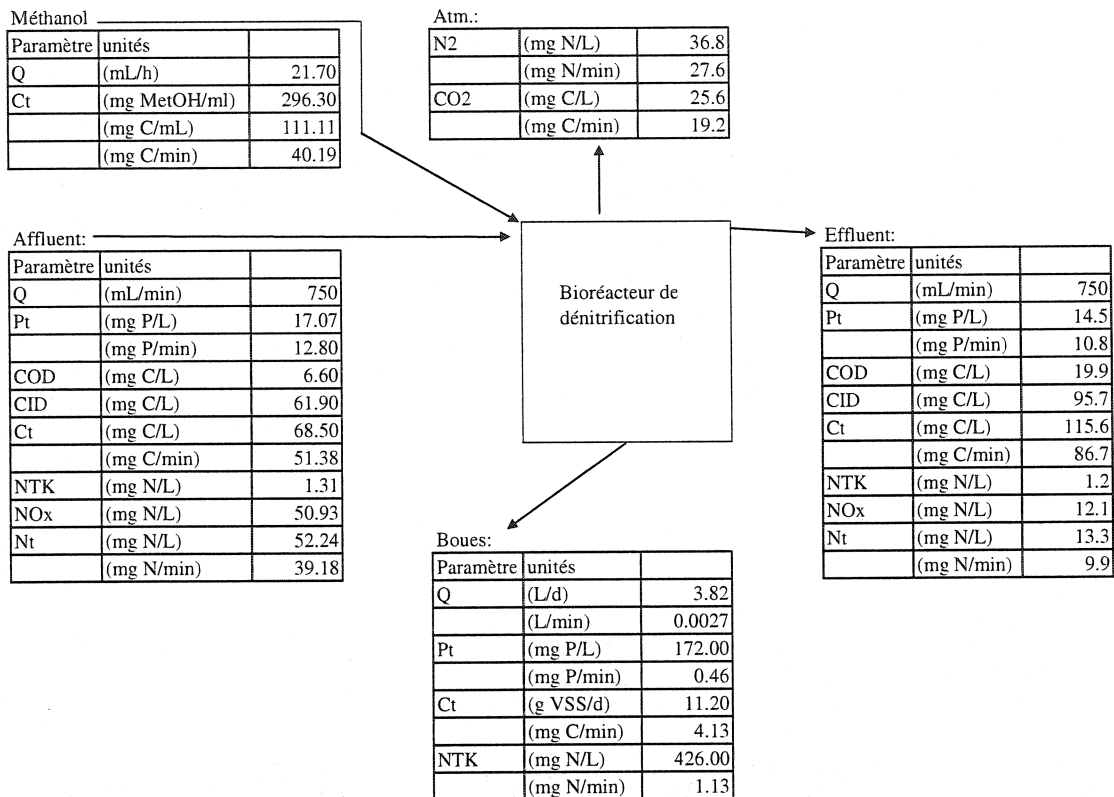 Méthanol
Paramètre unités
Q (mL/h) 21.70
Ct (mg MetOH/ml) 296.30
(mg C/mL) 111.11
(mg C/min) 40.19
Atm.:
N2 (mg N/L) 36.8
(mg N/min) 27.6
CO2 (mg C/L) 25.6
(mg C/min) 19.2
Affluent:
Paramètre unités
Q (mL/min) 750
Pt (mg P/L) 17.07
(mg P/min) 12.80
COD (mg C/L) 6.60
CID (mg C/L) 61.90
Ct (mg C/L) 68.50
(mg C/min) 51.38
NTK (mg N/L) 1.31
NOx (mg N/L) 50.93
Nt (mg N/L) 52.24
(mg N/min) 39.18
Bioréacteur de
dénitrification
Effluent:
Paramètre unités
Q (mL/min) 750
Pt (mg P/L) 14.5
(mg P/min) 10.8
COD (mg C/L) 19.9
CID (mg C/L) 95.7
Ct (mg C/L) 115.6
(mg C/min) 86.7
NTK (mg N/L) 1.2
NOx (mg N/L) 12.1
Nt (mg N/L) 13.3
(mg N/min) 9.9
Boues:
Paramètre unités
Q (L/d) 3.82
(L/min) 0.0027
Pt (mg P/L) 172.00
(mg P/min) 0.46
Ct (g VSS/d) 11.20
(mg C/min) 4.13
NTK (mg N/L) 426.00
(mg N/min) 1.13